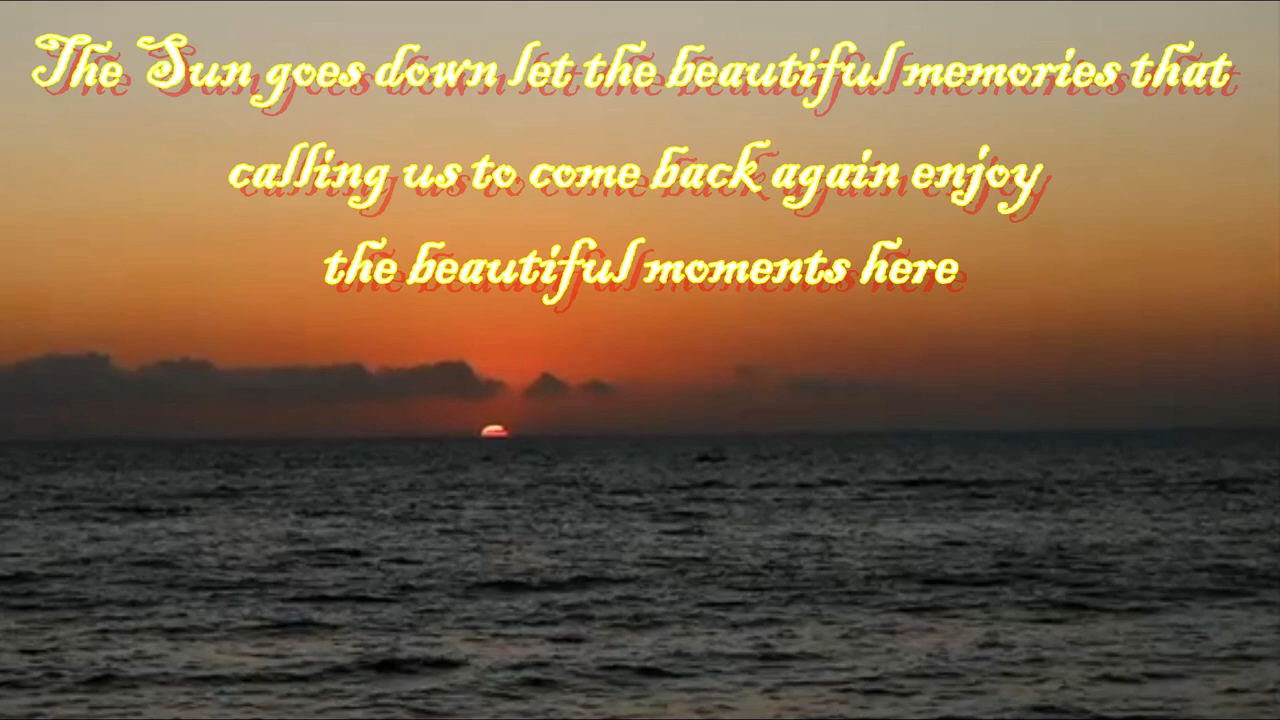 The Sun goes down let the beautiful memories that
calling us to come back again enjoy
the beautiful moments here